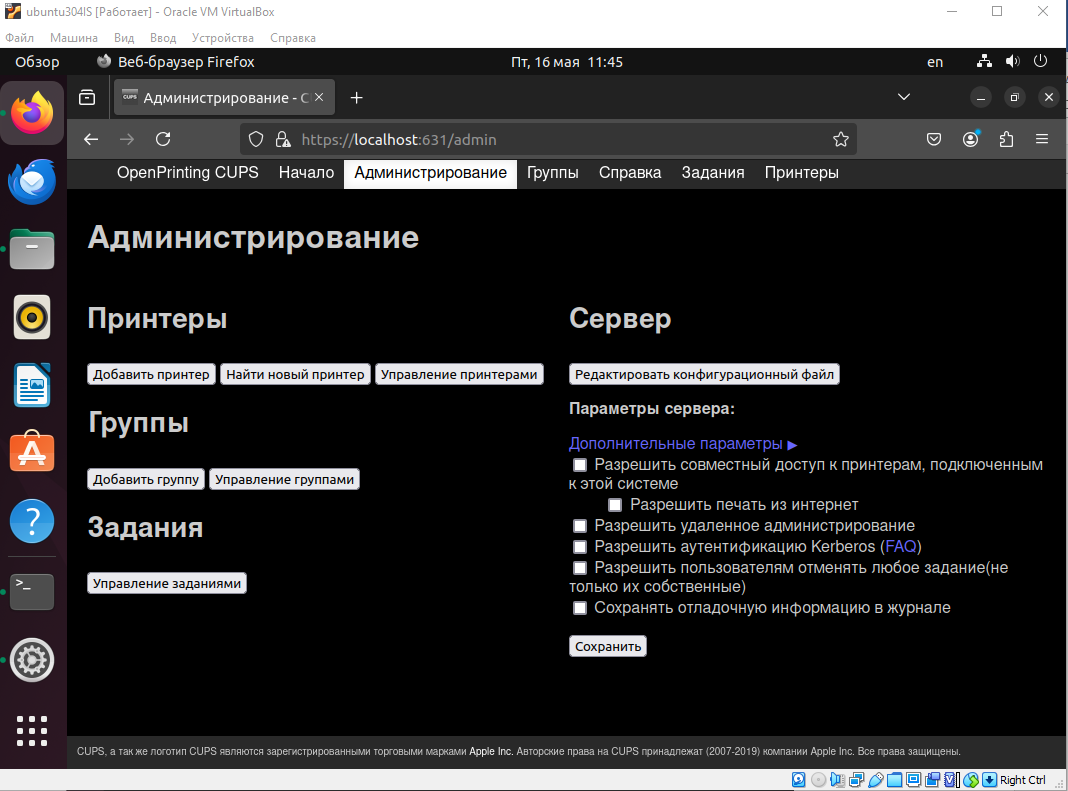 ubuntu304IS [Работает] - Oracle VM VirtualBox
Файл Машина Вид Ввод Устройства Справка
Обзор Веб-браузер Firefox Пт, 16 мая 11:45 en
CUPS Администрирование - C
https://localhost:631/admin
OpenPrinting CUPS Начало Администрирование Группы Справка Задания Принтеры
Администрирование
Принтеры
Добавить принтер Найти новый принтер Управление принтерами
Группы
Добавить группу Управление группами
Задания
Управление заданиями
Сервер
Редактировать конфигурационный файл
Параметры сервера:
Дополнительные параметры ▶
Разрешить совместный доступ к принтерам, подключенным
к этой системе
Разрешить печать из интернет
Разрешить удаленное администрирование
Разрешить аутентификацию Kerberos (FAQ)
Разрешить пользователям отменять любое задание(не
только их собственные)
Сохранять отладочную информацию в журнале
Сохранить
CUPS, а так же логотип CUPS являются зарегистрированными торговыми марками Apple Inc. Авторские права на CUPS принадлежат (2007-2019) компании Apple Inc. Все права защищены.
Right Ctrl